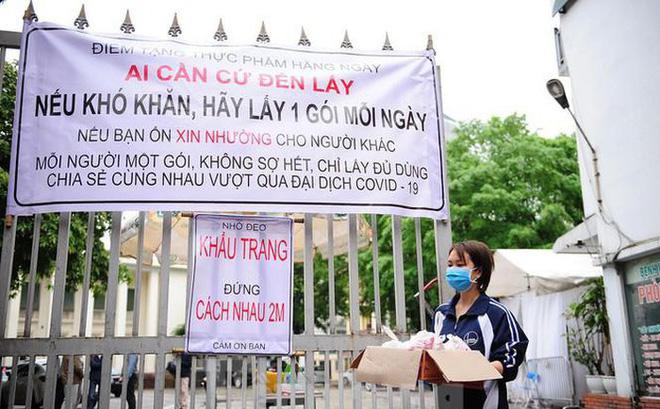 ĐIỂM TẶNG THỰC PHẨM HÀNG NGÀY
AI CẦN CỨ ĐẾN LẤY
NẾU KHÓ KHĂN, HÃY LẤY 1 GÓI MỖI NGÀY
NẾU BẠN ỔN XIN NHƯỜNG CHO NGƯỜI KHÁC
MỖI NGƯỜI MỘT GÓI, KHÔNG SỢ HẾT, CHỈ LẤY ĐỦ DÙNG
CHIA SẺ CÙNG NHAU VƯỢT QUA ĐẠI DỊCH COVID - 19
NHỚ ĐEO
KHẨU TRANG
ĐỨNG
CÁCH NHAU 2M
CẢM ƠN BẠN
BỆNH
PHÒ